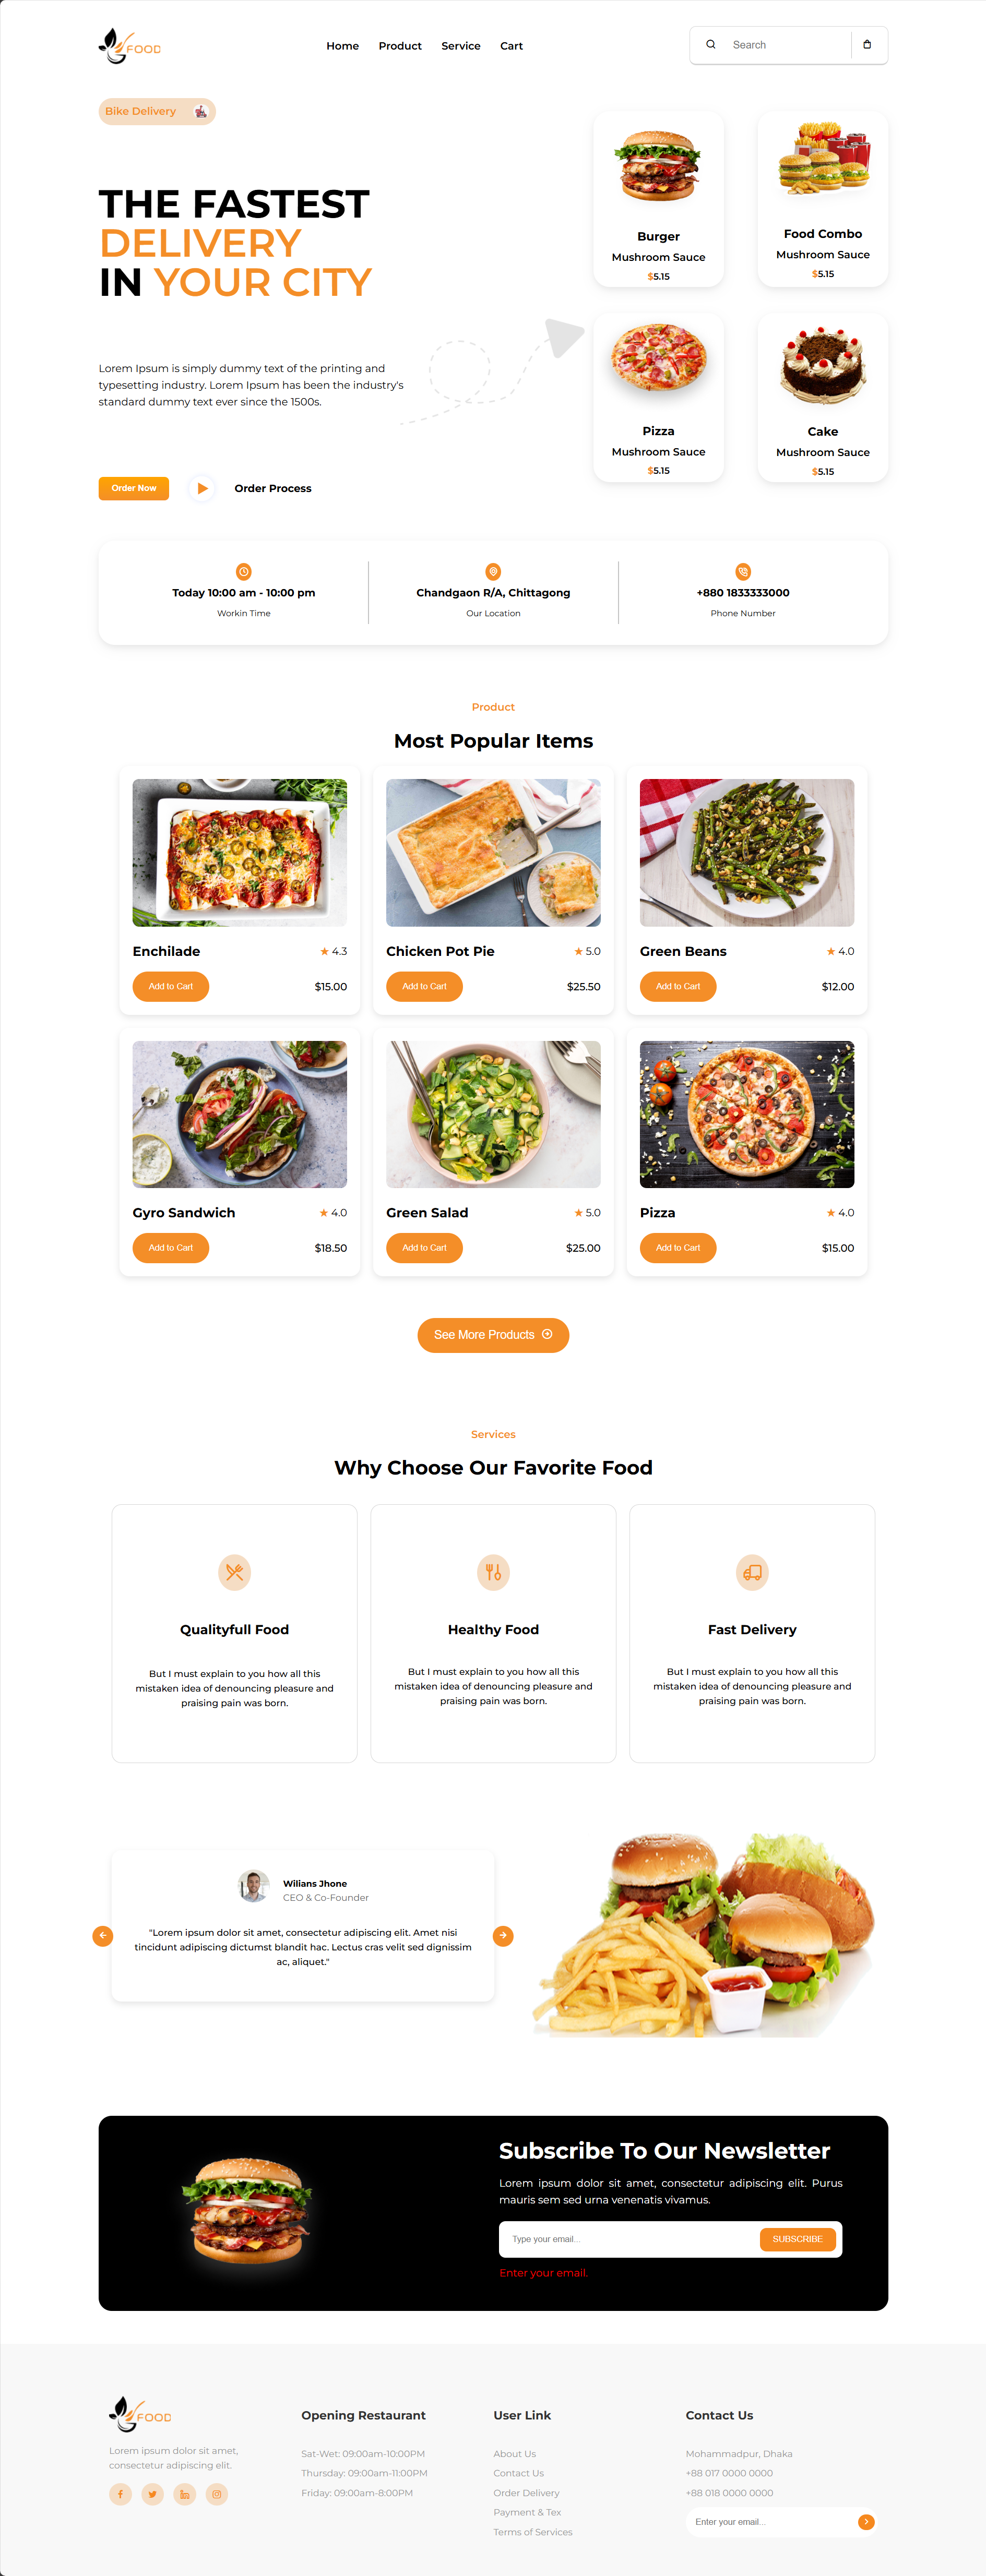 FOOD
Home Product Service Cart
Search
Bike Delivery
THE FASTEST
DELIVERY
IN YOUR CITY
Lorem Ipsum is simply dummy text of the printing and
typesetting industry. Lorem Ipsum has been the industry's
standard dummy text ever since the 1500s.
Order Now
Order Process
Burger
Mushroom Sauce
$5.15
Food Combo
Mushroom Sauce
$5.15
Pizza
Mushroom Sauce
$5.15
Cake
Mushroom Sauce
$5.15
Today 10:00 am - 10:00 pm
Workin Time
Chandgaon R/A, Chittagong
Our Location
+880 1833333000
Phone Number
Product
Most Popular Items
Enchilade
4.3
Add to Cart
$15.00
Chicken Pot Pie
5.0
Add to Cart
$25.50
Green Beans
4.0
Add to Cart
$12.00
Gyro Sandwich
4.0
Add to Cart
$18.50
Green Salad
5.0
Add to Cart
$25.00
Pizza
4.0
Add to Cart
$15.00
See More Products
Services
Why Choose Our Favorite Food
Qualityfull Food
But I must explain to you how all this
mistaken idea of denouncing pleasure and
praising pain was born.
Healthy Food
But I must explain to you how all this
mistaken idea of denouncing pleasure and
praising pain was born.
Fast Delivery
But I must explain to you how all this
mistaken idea of denouncing pleasure and
praising pain was born.
Wilians Jhone
CEO & Co-Founder
"Lorem ipsum dolor sit amet, consectetur adipiscing elit. Amet nisi
tincidunt adipiscing dictumst blandit hac. Lectus cras velit sed dignissim
ac, aliquet."
Subscribe To Our Newsletter
Lorem ipsum dolor sit amet, consectetur adipiscing elit. Purus
mauris sem sed urna venenatis vivamus.
Type your email...
SUBSCRIBE
Enter your email.
FOOD
Lorem ipsum dolor sit amet,
consectetur adipiscing elit.
Opening Restaurant
Sat-Wet: 09:00am-10:00PM
Thursday: 09:00am-11:00PM
Friday: 09:00am-8:00PM
User Link
About Us
Contact Us
Order Delivery
Payment & Tex
Terms of Services
Contact Us
Mohammadpur, Dhaka
+88 017 0000 0000
+88 018 0000 0000
Enter your email...